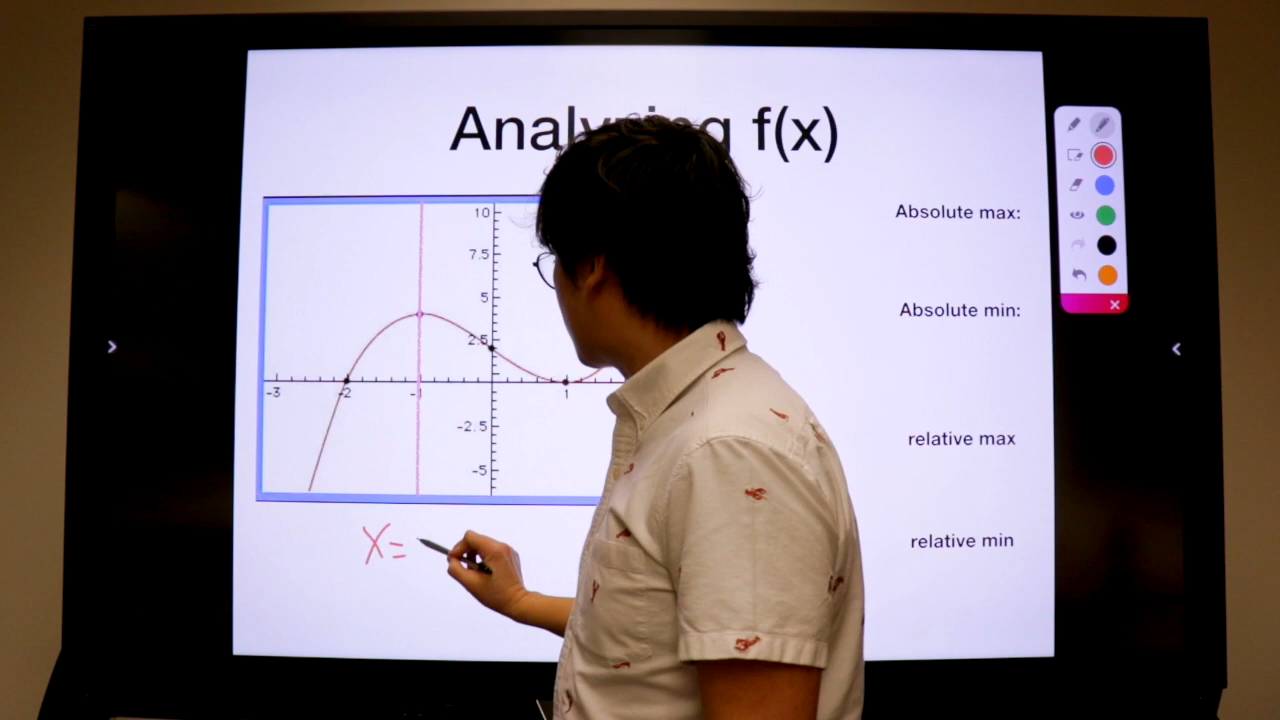 Analyzing f(x)
Absolute max:
Absolute min:
relative max
relative min
10
7.5
5
2.5
-3
-2
-1
1
-2.5
-5
X=